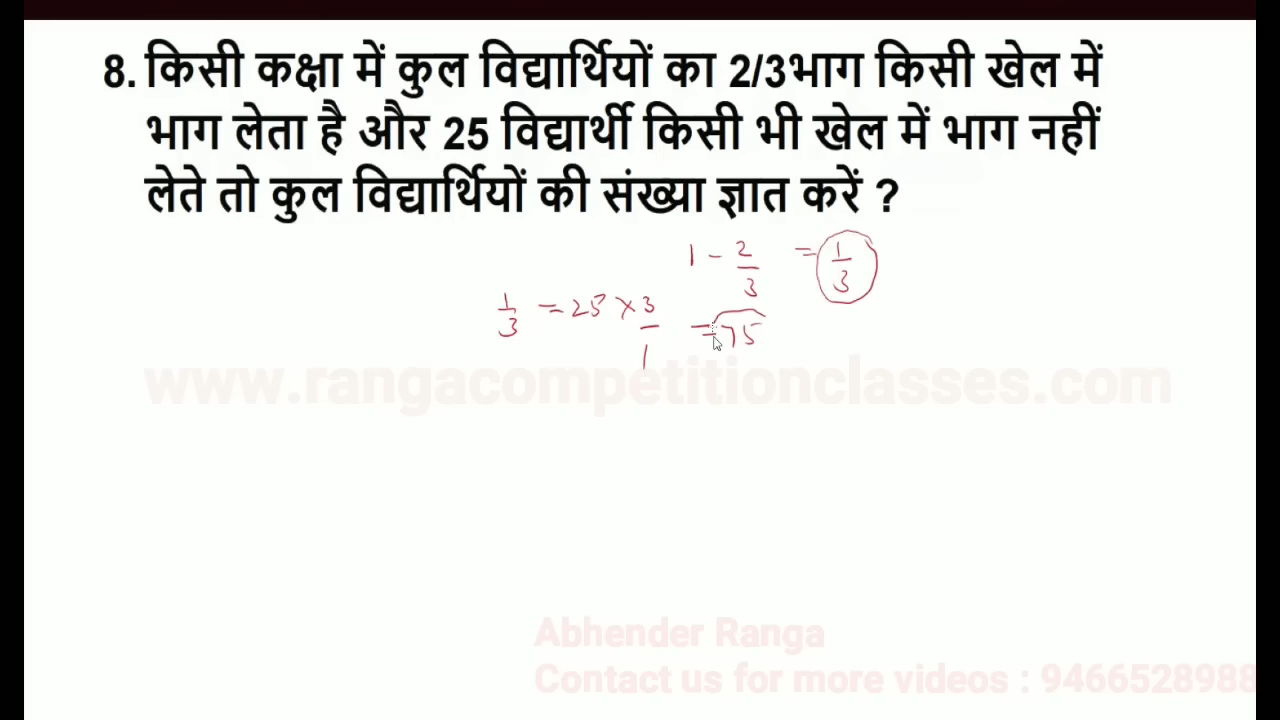 8. किसी कक्षा में कुल विद्यार्थियों का 2/3भाग किसी खेल में
भाग लेता है और 25 विद्यार्थी किसी भी खेल में भाग नहीं
लेते तो कुल विद्यार्थियों की संख्या ज्ञात करें ?
1 - 2/3 = 1/3
1/3 = 25 × 3/1 = 75
www.rangacompetitionclasses.com
Abhender Ranga
Contact us for more videos : 9466528988